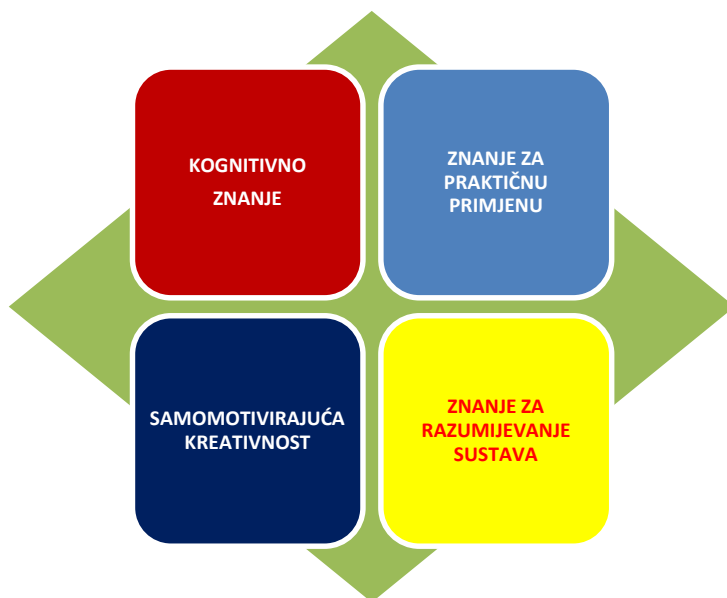 KOGNITIVNO
ZNANJE
ZNANJE ZA
PRAKTIČNU
PRIMJENU
SAMOMOTIVIRAJUĆA
KREATIVNOST
ZNANJE ZA
RAZUMIJEVANJE
SUSTAVA